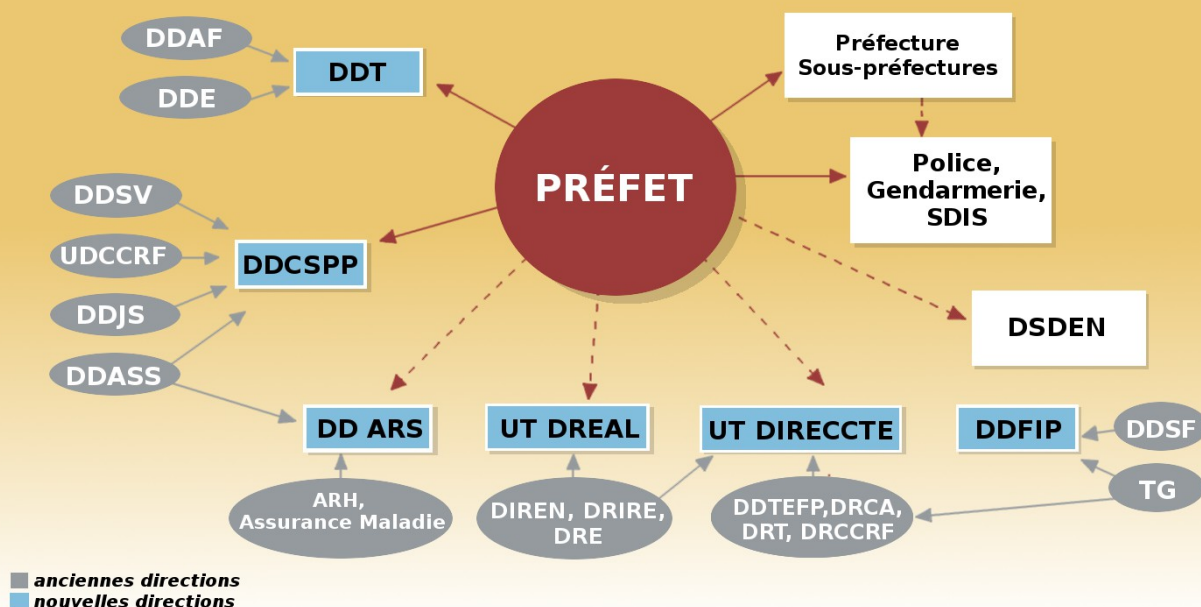 DDAF
DDE
DDT
PRÉFET
Préfecture
Sous-préfectures
Police,
Gendarmerie,
SDIS
DDSV
UDCCRF
DDJS
DDASS
DDCSPP
DSDEN
DD ARS
UT DREAL
UT DIRECCTE
DDFIP
DDSF
TG
ARH,
Assurance Maladie
DIREN, DRIRE,
DRE
DDTEFP,DRCA,
DRT, DRCCRF
anciennes directions
nouvelles directions